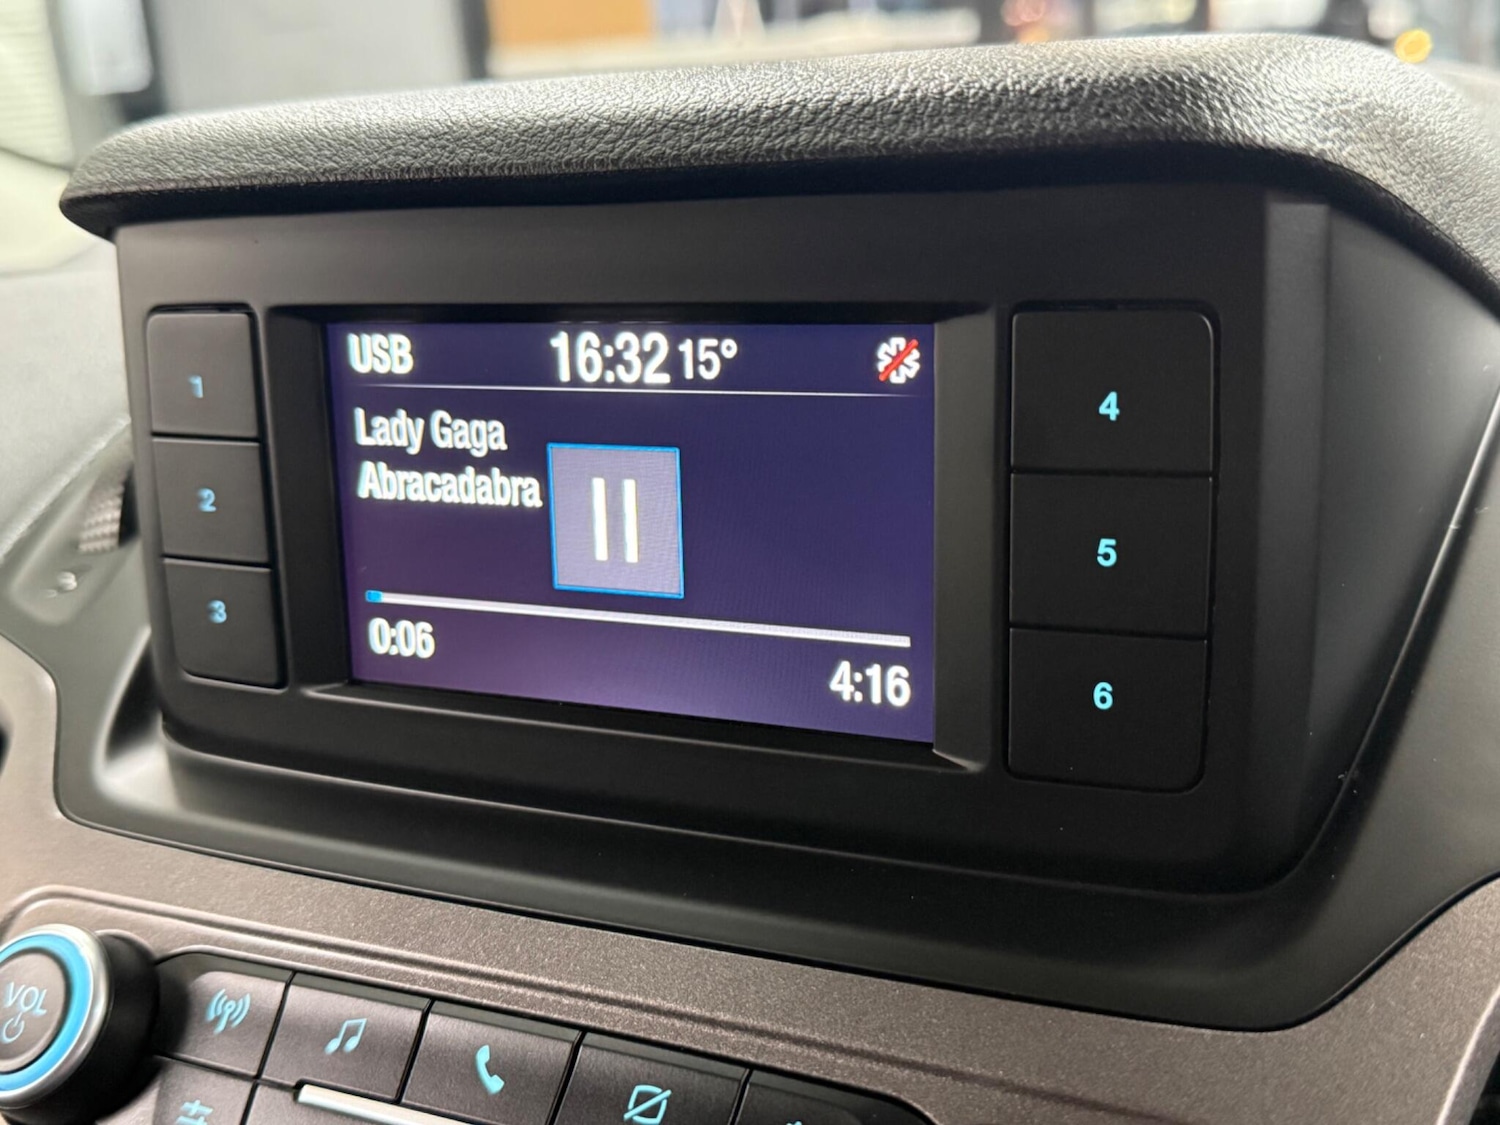 USB 16:32 15°
Lady Gaga
Abracadabra
0:06
4:16
1
2
3
4
5
6
VOL